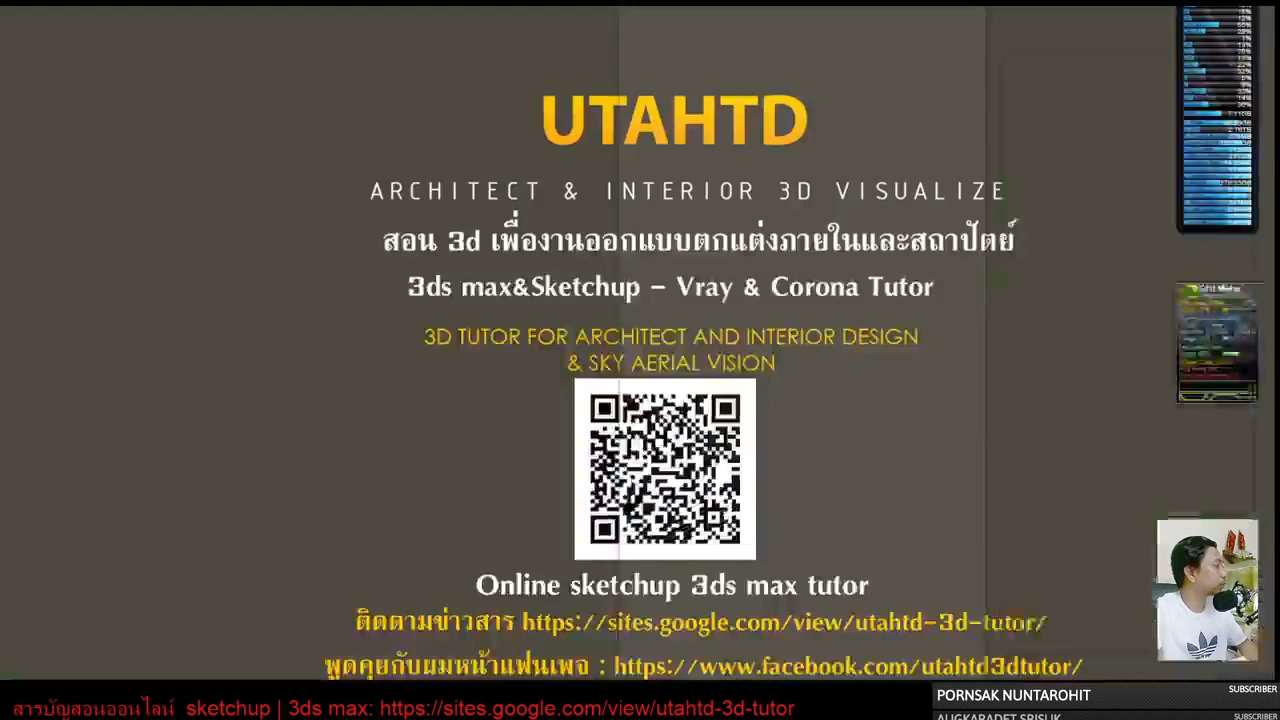 UTAHTD
ARCHITECT & INTERIOR 3D VISUALIZE
สอน 3d เพื่องานออกแบบตกแต่งภายในและสถาปัตย์
3ds max&Sketchup - Vray & Corona Tutor
3D TUTOR FOR ARCHITECT AND INTERIOR DESIGN
& SKY AERIAL VISION
Online sketchup 3ds max tutor
ติดตามข่าวสาร https://sites.google.com/view/utahtd-3d-tutor/
พูดคุยกับผมหน้าแฟนเพจ : https://www.facebook.com/utahtd3dtutor/
สารบัญสอนออนไลน์ sketchup | 3ds max: https://sites.google.com/view/utahtd-3d-tutor
PORNSAK NUNTAROHIT
SUBSCRIBER
SUBSCRIBER